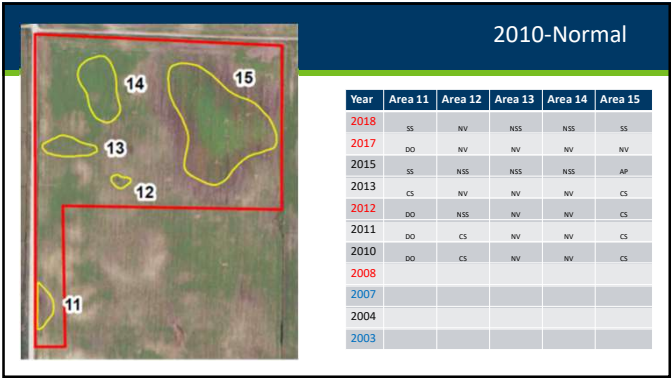 2010-Normal
14
15
13
12
11
Year Area 11 Area 12 Area 13 Area 14 Area 15
2018 SS NV NSS NSS SS
2017 DO NV NV NV NV
2015 SS NSS NSS NSS AP
2013 CS NV NV NV CS
2012 DO NSS NV NV CS
2011 DO CS NV NV CS
2010 DO CS NV NV CS
2008
2007
2004
2003